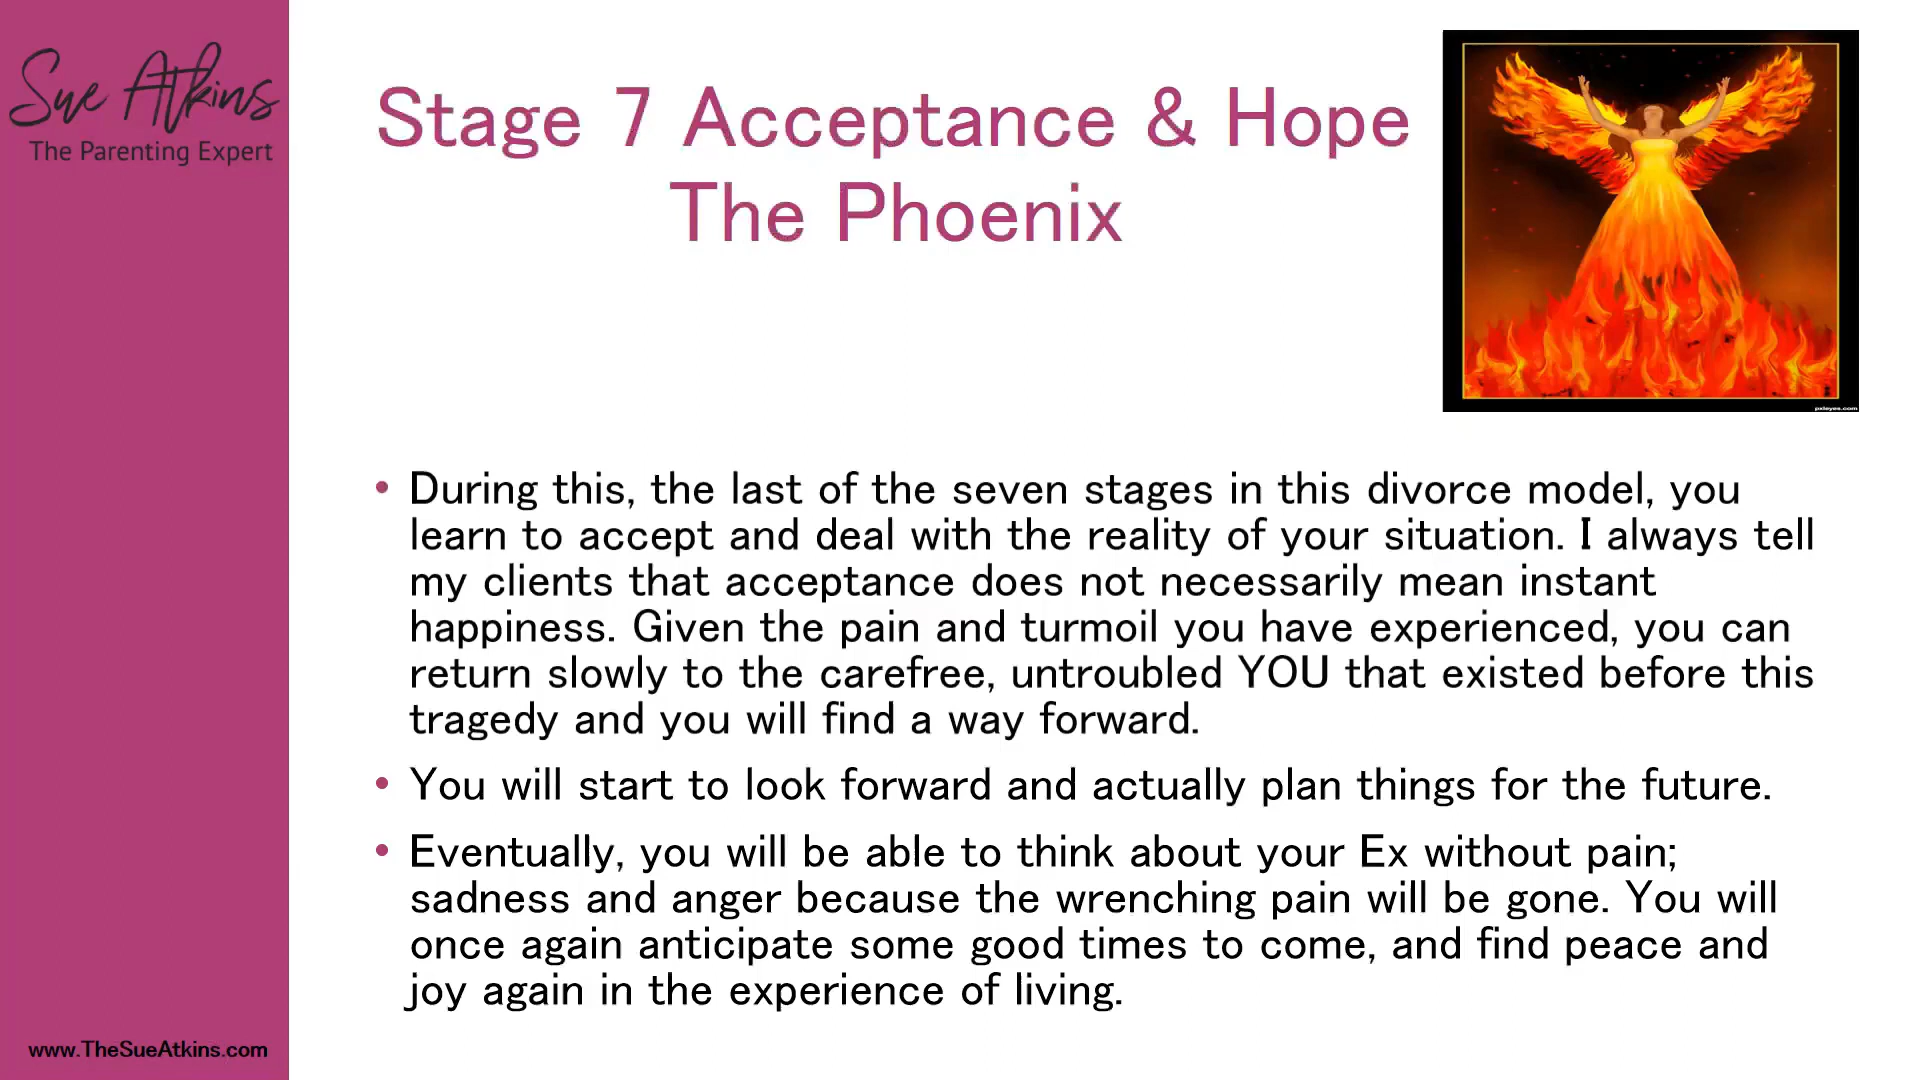 Sue Atkins
The Parenting Expert
Stage 7 Acceptance & Hope
The Phoenix
pxleyes.com
• During this, the last of the seven stages in this divorce model, you
learn to accept and deal with the reality of your situation. I always tell
my clients that acceptance does not necessarily mean instant
happiness. Given the pain and turmoil you have experienced, you can
return slowly to the carefree, untroubled YOU that existed before this
tragedy and you will find a way forward.
• You will start to look forward and actually plan things for the future.
• Eventually, you will be able to think about your Ex without pain;
sadness and anger because the wrenching pain will be gone. You will
once again anticipate some good times to come, and find peace and
joy again in the experience of living.
www.TheSueAtkins.com